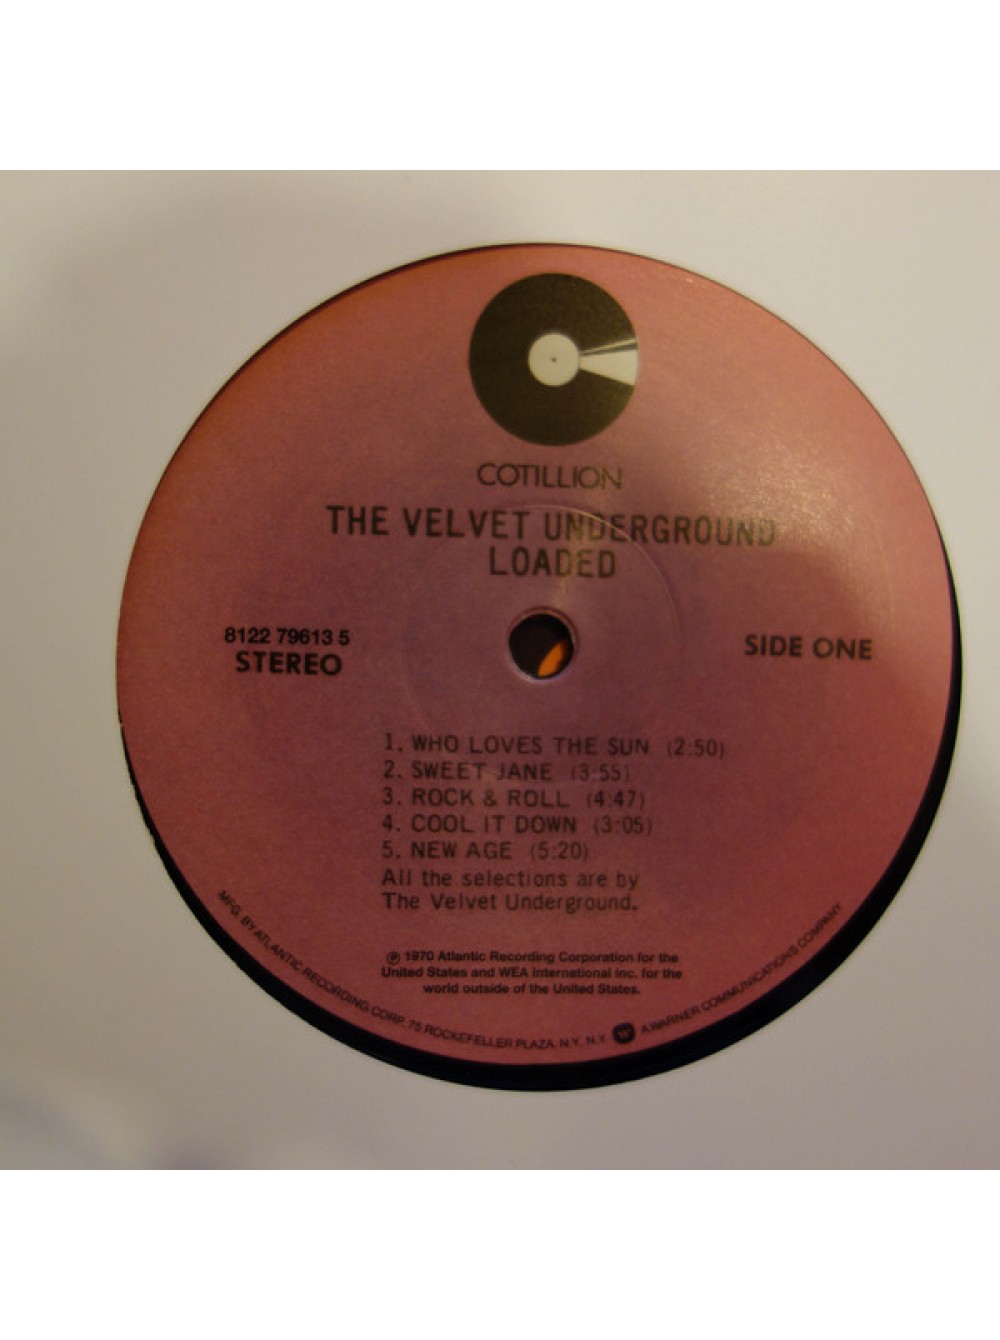 COTILLION
THE VELVET UNDERGROUND
LOADED
8122 79613 5
STEREO
SIDE ONE
1. WHO LOVES THE SUN (2:50)
2. SWEET JANE (3:55)
3. ROCK & ROLL (4:47)
4. COOL IT DOWN (3:05)
5. NEW AGE (5:20)
All the selections are by
The Velvet Underground.
℗ 1970 Atlantic Recording Corporation for the
United States and WEA International Inc. for the
world outside of the United States.
MFG. BY ATLANTIC RECORDING CORP. 75 ROCKEFELLER PLAZA, N.Y. N.Y. W A WARNER COMMUNICATIONS COMPANY